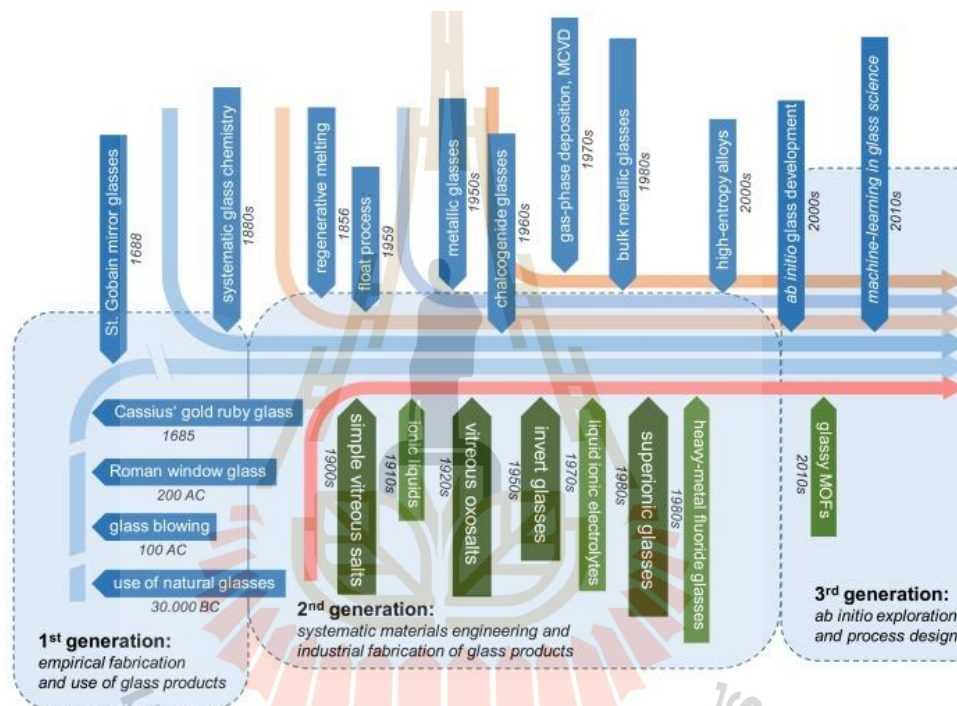 St. Gobain mirror glasses
1688
systematic glass chemistry
1880s
regenerative melting
1856
float process
1959
metallic glasses
1950s
chalcogenide glasses
1960s
gas-phase deposition, MCVD
1970s
bulk metallic glasses
1980s
high-entropy alloys
2000s
ab initio glass development
2000s
machine-learning in glass science
2010s
Cassius' gold ruby glass
1685
Roman window glass
200 AC
glass blowing
100 AC
use of natural glasses
30.000 BC
1900s
simple vitreous salts
1910s
ionic liquids
1920s
vitreous oxosalts
1950s
invert glasses
1970s
liquid ionic electrolytes
1980s
superionic glasses
1980s
heavy-metal fluoride glasses
2010s
glassy MOFs
1st generation:
empirical fabrication
and use of glass products
2nd generation:
systematic materials engineering and
industrial fabrication of glass products
3rd generation:
ab initio exploration
and process design